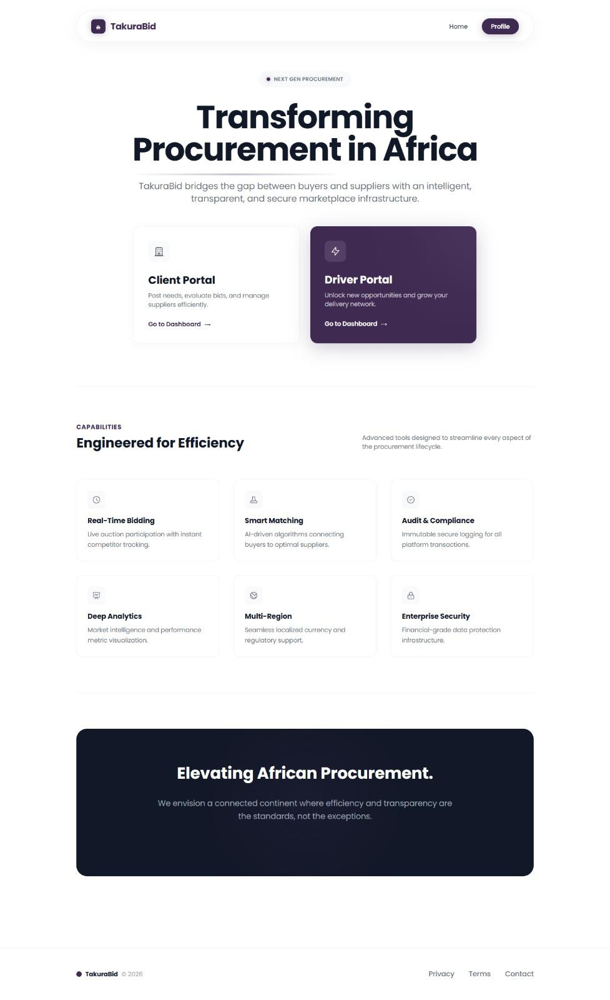 TakuraBid
Home
Profile
NEXT GEN PROCUREMENT
Transforming
Procurement in Africa
TakuraBid bridges the gap between buyers and suppliers with an intelligent,
transparent, and secure marketplace infrastructure.
Client Portal
Post needs, evaluate bids, and manage
suppliers efficiently.
Go to Dashboard →
Driver Portal
Unlock new opportunities and grow your
delivery network.
Go to Dashboard →
CAPABILITIES
Engineered for Efficiency
Advanced tools designed to streamline every aspect of
the procurement lifecycle.
Real-Time Bidding
Live auction participation with instant
competitor tracking.
Smart Matching
AI-driven algorithms connecting
buyers to optimal suppliers.
Audit & Compliance
Immutable secure logging for all
platform transactions.
Deep Analytics
Market intelligence and performance
metric visualization.
Multi-Region
Seamless localized currency and
regulatory support.
Enterprise Security
Financial-grade data protection
infrastructure.
Elevating African Procurement.
We envision a connected continent where efficiency and transparency are
the standards, not the exceptions.
TakuraBid © 2026
Privacy
Terms
Contact